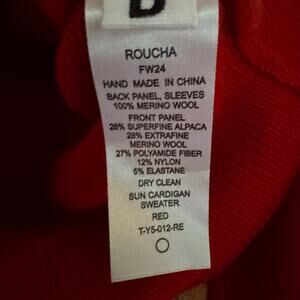 B
ROUCHA
FW24
HAND MADE IN CHINA
BACK PANEL, SLEEVES
100% MERINO WOOL
FRONT PANEL
28% SUPERFINE ALPACA
28% EXTRAFINE
MERINO WOOL
27% POLYAMIDE FIBER
12% NYLON
5% ELASTANE
DRY CLEAN
SUN CARDIGAN
SWEATER
RED
T-Y5-012-RE